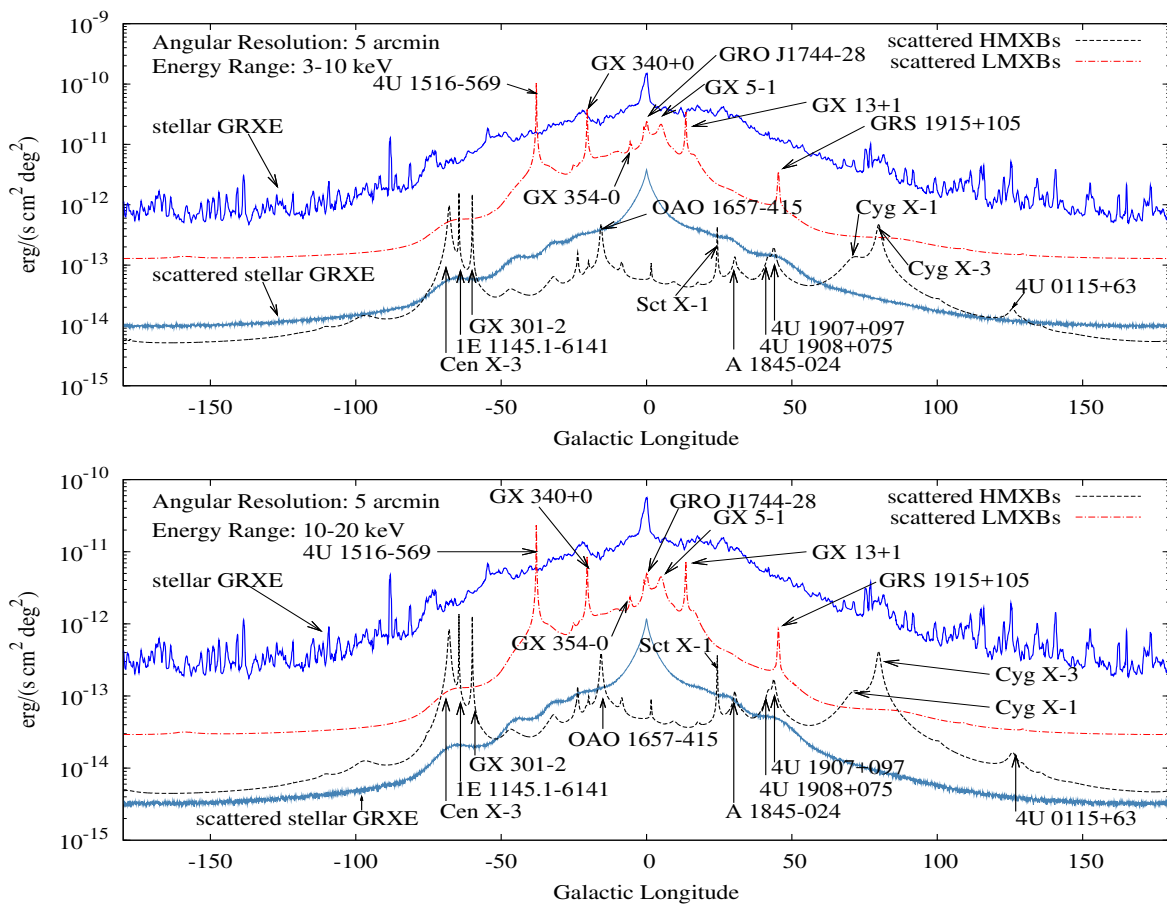 10^-9
10^-10
10^-11
10^-12
10^-13
10^-14
10^-15
erg/(s cm^2 deg^2)
Angular Resolution: 5 arcmin
Energy Range: 3-10 keV
scattered HMXBs
scattered LMXBs
GRO J1744-28
GX 340+0
4U 1516-569
GX 5-1
GX 13+1
stellar GRXE
GRS 1915+105
GX 354-0
OAO 1657-415
Cyg X-1
scattered stellar GRXE
Cyg X-3
Sct X-1
4U 0115+63
GX 301-2
4U 1907+097
1E 1145.1-6141
4U 1908+075
Cen X-3
A 1845-024
-150
-100
-50
0
50
100
150
Galactic Longitude
10^-10
10^-11
10^-12
10^-13
10^-14
10^-15
erg/(s cm^2 deg^2)
Angular Resolution: 5 arcmin
Energy Range: 10-20 keV
scattered HMXBs
scattered LMXBs
GX 340+0
GRO J1744-28
GX 5-1
4U 1516-569
GX 13+1
stellar GRXE
GRS 1915+105
GX 354-0
Sct X-1
Cyg X-3
Cyg X-1
OAO 1657-415
GX 301-2
4U 1907+097
1E 1145.1-6141
4U 1908+075
scattered stellar GRXE
Cen X-3
A 1845-024
4U 0115+63
-150
-100
-50
0
50
100
150
Galactic Longitude